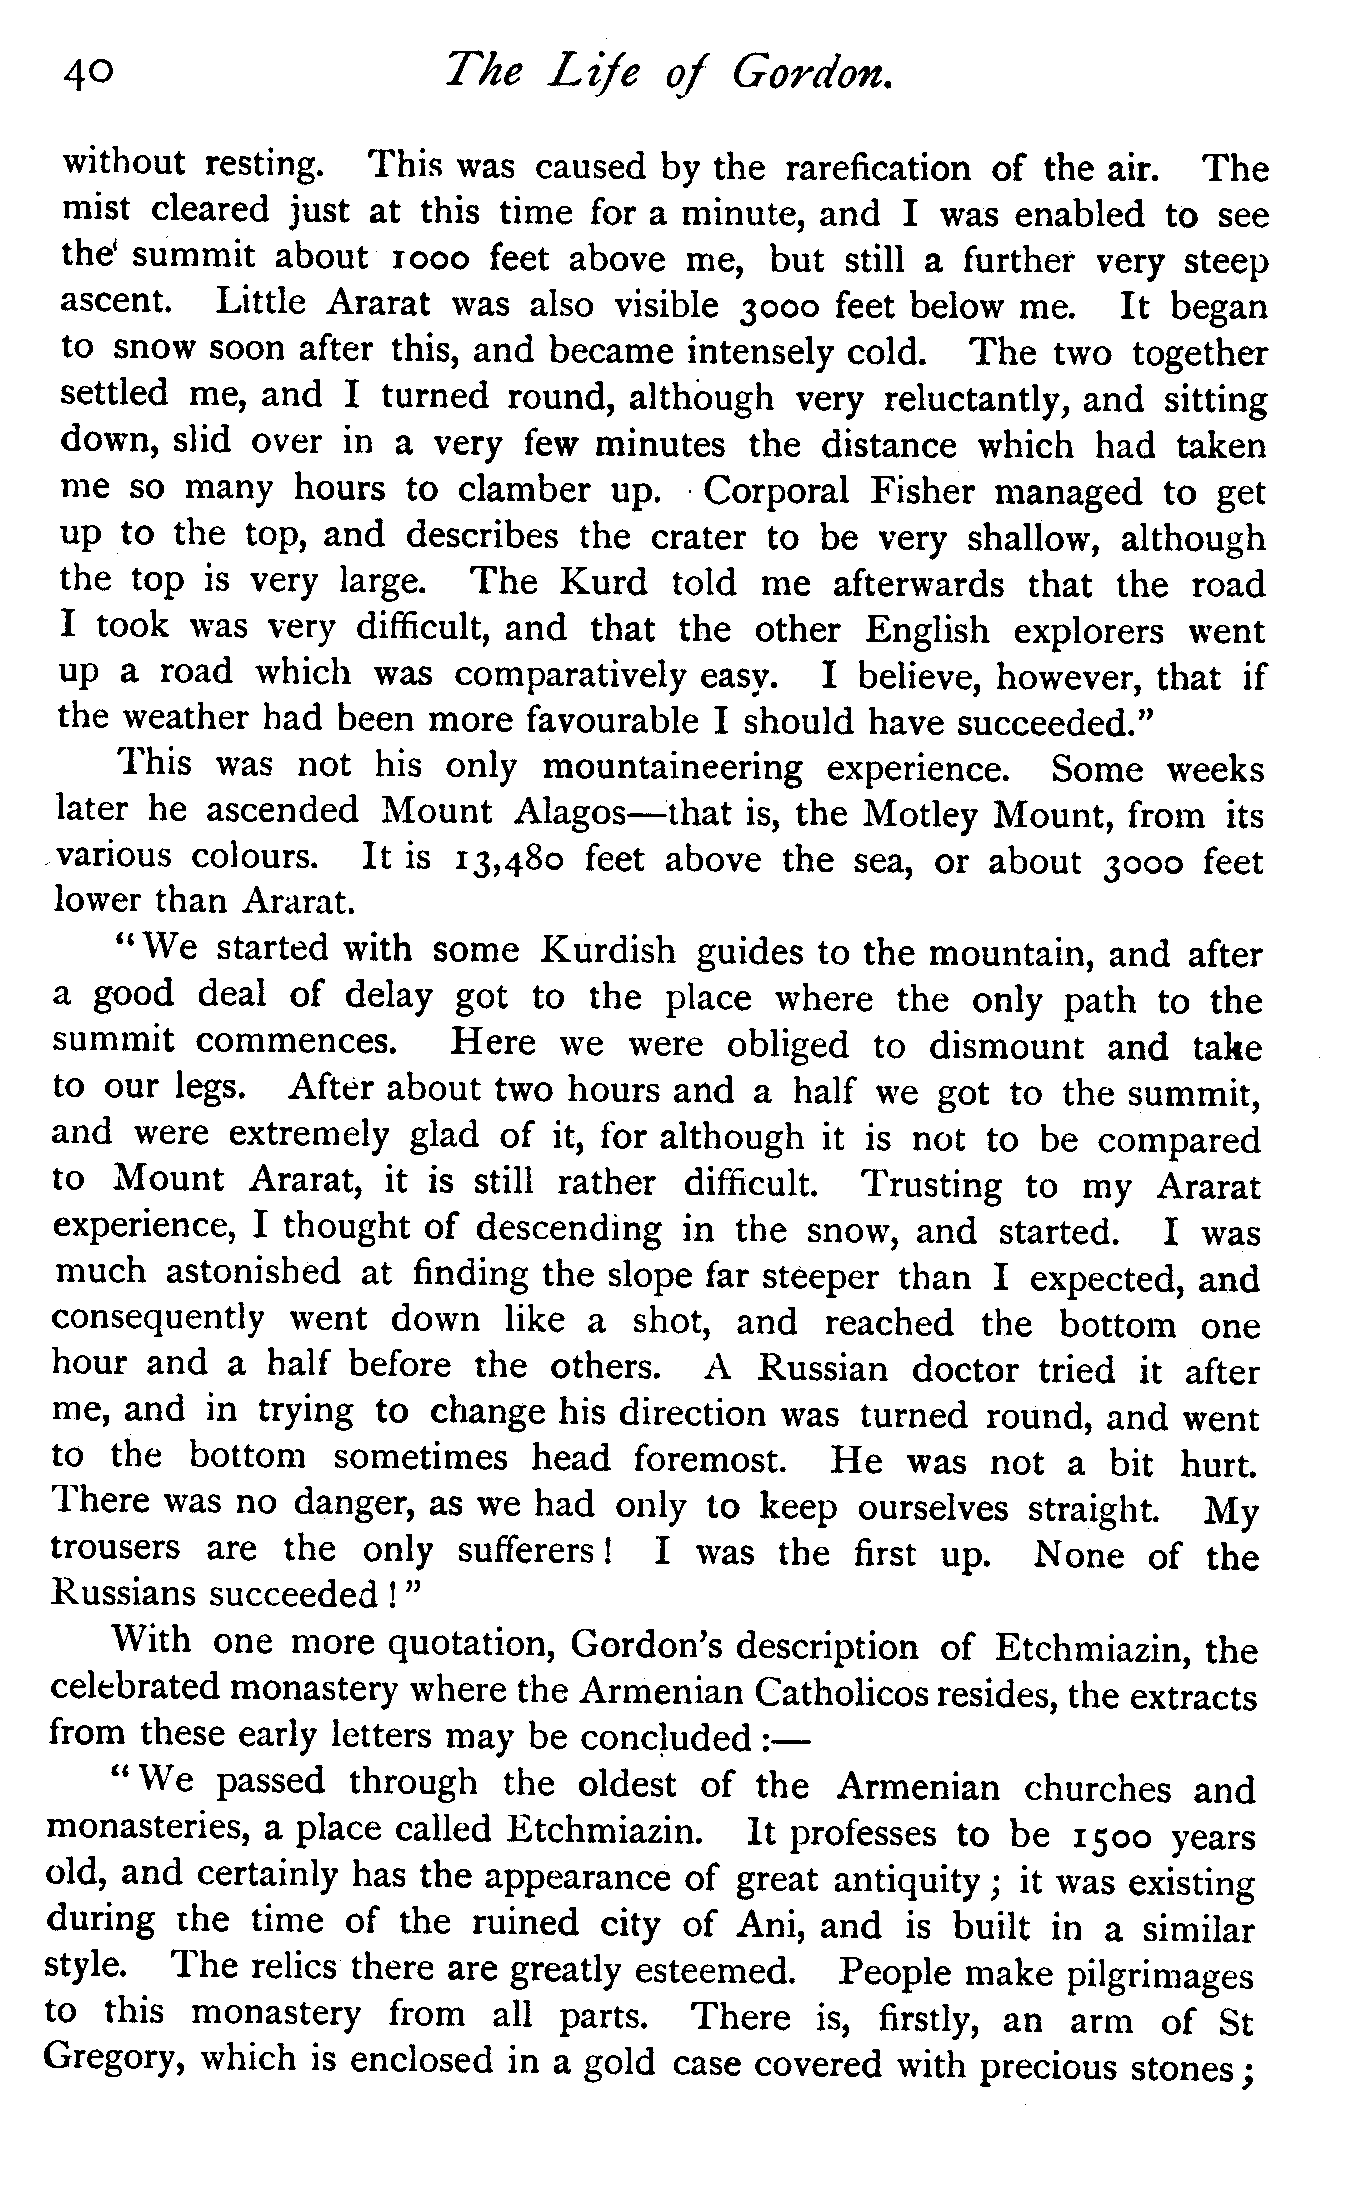 40 The Life of Gordon.
without resting. This was caused by the rarefication of the air. The
mist cleared just at this time for a minute, and I was enabled to see
the summit about 1000 feet above me, but still a further very steep
ascent. Little Ararat was also visible 3000 feet below me. It began
to snow soon after this, and became intensely cold. The two together
settled me, and I turned round, although very reluctantly, and sitting
down, slid over in a very few minutes the distance which had taken
me so many hours to clamber up. Corporal Fisher managed to get
up to the top, and describes the crater to be very shallow, although
the top is very large. The Kurd told me afterwards that the road
I took was very difficult, and that the other English explorers went
up a road which was comparatively easy. I believe, however, that if
the weather had been more favourable I should have succeeded."
This was not his only mountaineering experience. Some weeks
later he ascended Mount Alagos—that is, the Motley Mount, from its
various colours. It is 13,480 feet above the sea, or about 3000 feet
lower than Ararat.
"We started with some Kurdish guides to the mountain, and after
a good deal of delay got to the place where the only path to the
summit commences. Here we were obliged to dismount and take
to our legs. After about two hours and a half we got to the summit,
and were extremely glad of it, for although it is not to be compared
to Mount Ararat, it is still rather difficult. Trusting to my Ararat
experience, I thought of descending in the snow, and started. I was
much astonished at finding the slope far steeper than I expected, and
consequently went down like a shot, and reached the bottom one
hour and a half before the others. A Russian doctor tried it after
me, and in trying to change his direction was turned round, and went
to the bottom sometimes head foremost. He was not a bit hurt.
There was no danger, as we had only to keep ourselves straight. My
trousers are the only sufferers! I was the first up. None of the
Russians succeeded!"
With one more quotation, Gordon's description of Etchmiazin, the
celebrated monastery where the Armenian Catholicos resides, the extracts
from these early letters may be concluded:—
"We passed through the oldest of the Armenian churches and
monasteries, a place called Etchmiazin. It professes to be 1500 years
old, and certainly has the appearance of great antiquity; it was existing
during the time of the ruined city of Ani, and is built in a similar
style. The relics there are greatly esteemed. People make pilgrimages
to this monastery from all parts. There is, firstly, an arm of St
Gregory, which is enclosed in a gold case covered with precious stones;